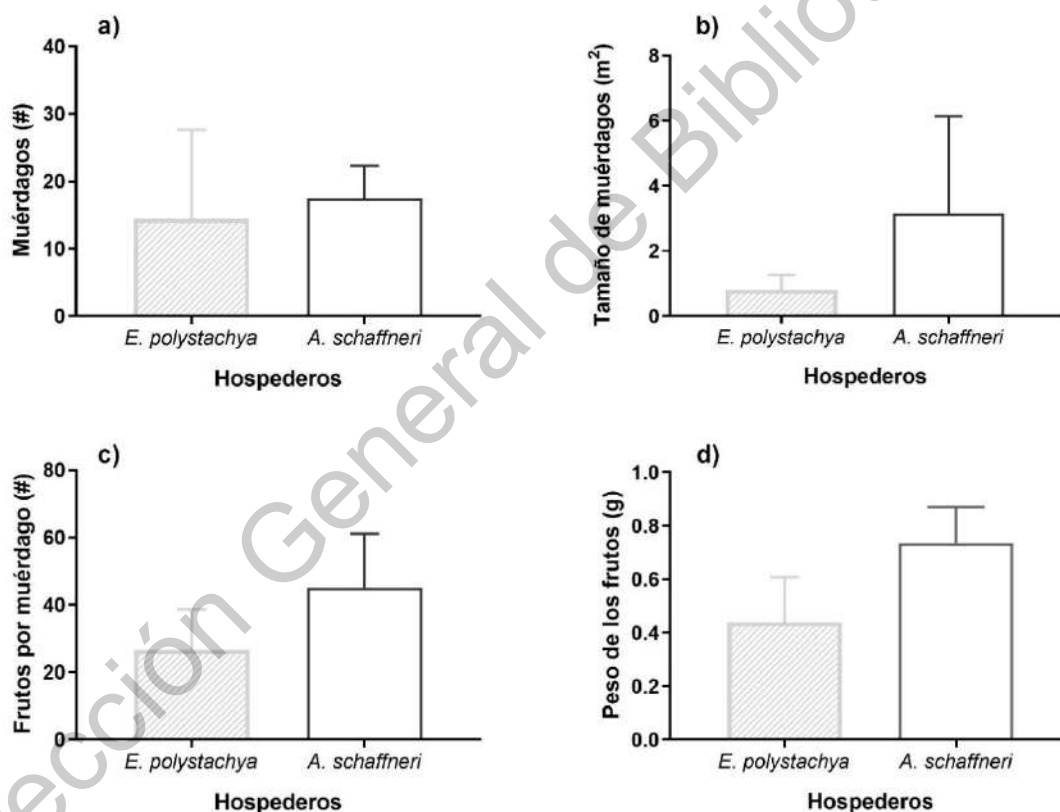 a)
Muérdagos (#)
40
30
20
10
0
E. polystachya A. schaffneri
Hospederos
b)
Tamaño de muérdagos (m²)
8
6
4
2
0
E. polystachya A. schaffneri
Hospederos
c)
Frutos por muérdago (#)
80
60
40
20
0
E. polystachya A. schaffneri
Hospederos
d)
Peso de los frutos (g)
1.0
0.8
0.6
0.4
0.2
0.0
E. polystachya A. schaffneri
Hospederos
ección General de Biblio